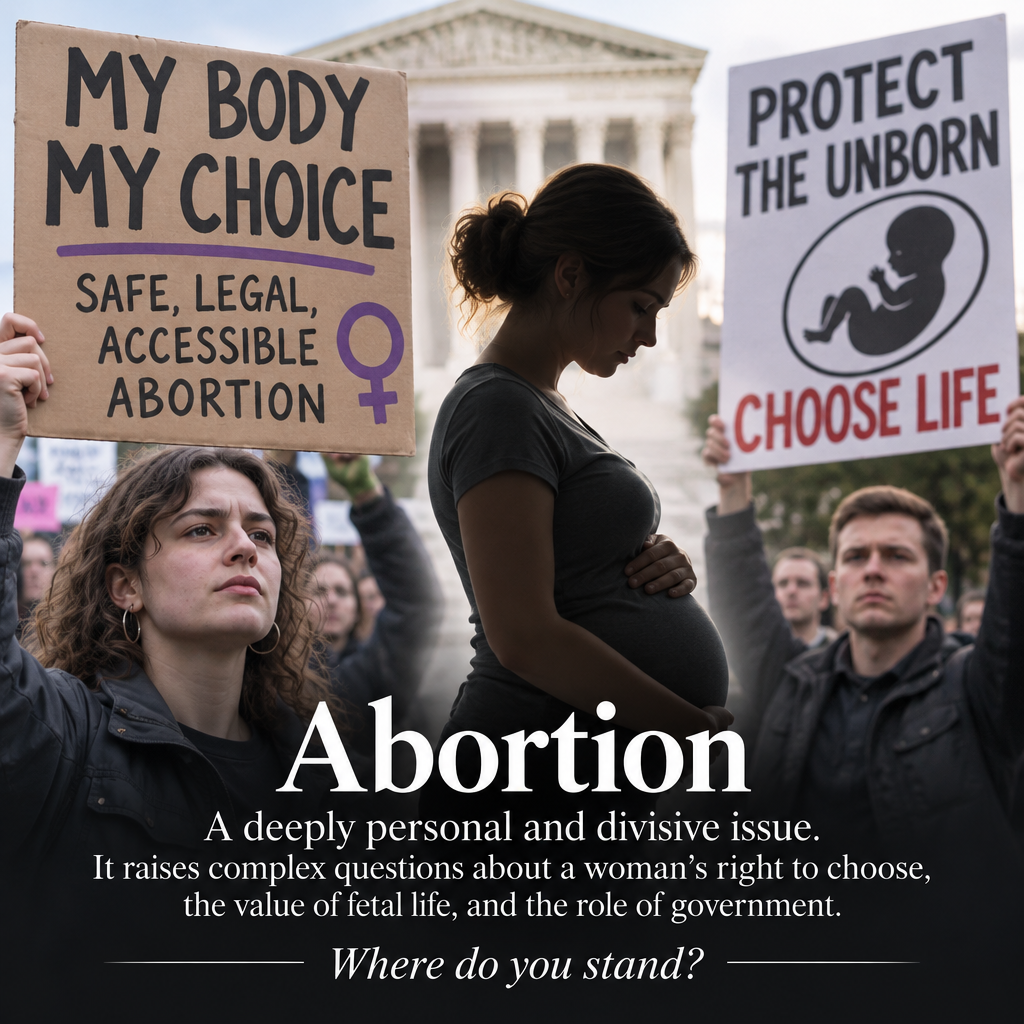 MY BODY
MY CHOICE
SAFE, LEGAL,
ACCESSIBLE
ABORTION
PROTECT
THE UNBORN
CHOOSE LIFE
Abortion
A deeply personal and divisive issue.
It raises complex questions about a woman’s right to choose,
the value of fetal life, and the role of government.
Where do you stand?